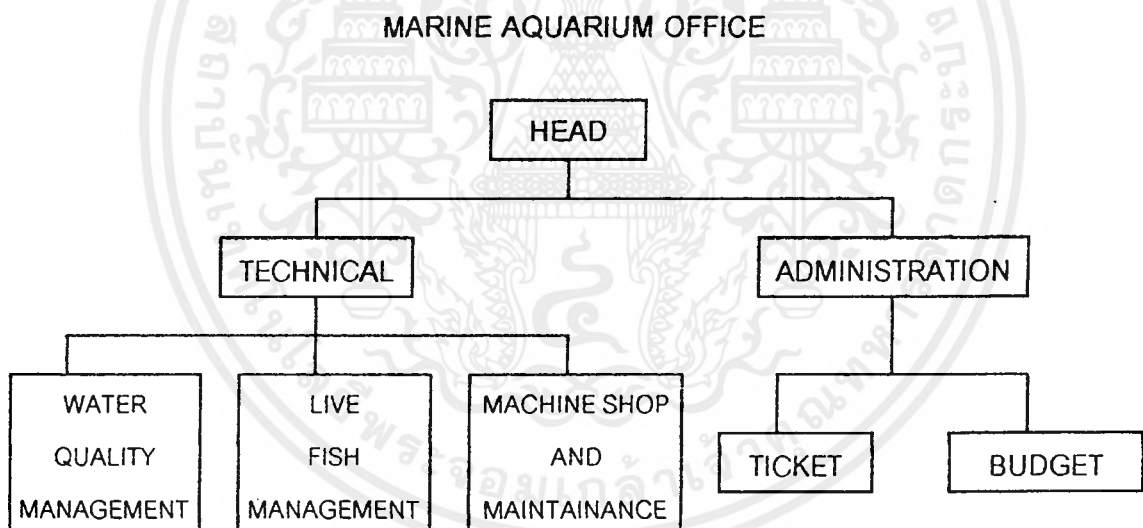 MARINE AQUARIUM OFFICE
HEAD
TECHNICAL
ADMINISTRATION
WATER
QUALITY
MANAGEMENT
LIVE
FISH
MANAGEMENT
MACHINE SHOP
AND
MAINTAINANCE
TICKET
BUDGET